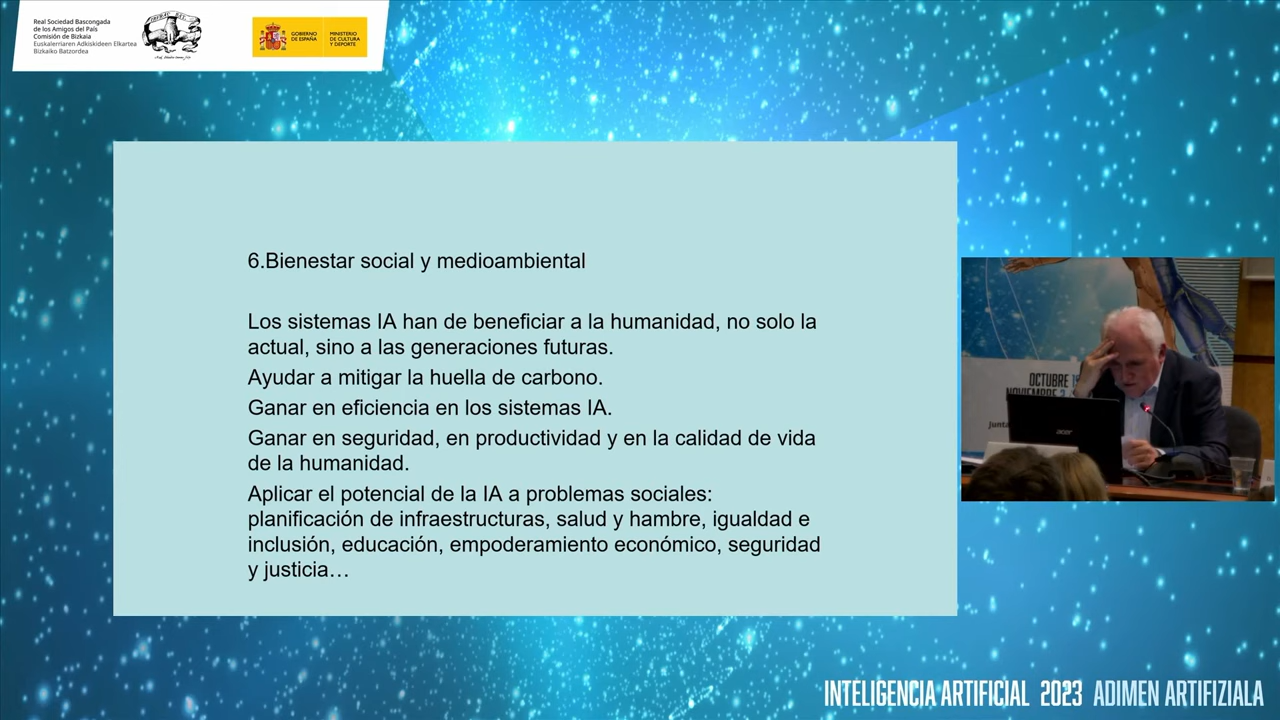 Real Sociedad Bascongada
de los Amigos del País
Comisión de Bizkaia
Euskalerriaren Adkiskideen Elkartea
Bizkaiko Batzordea
GOBIERNO
DE ESPAÑA
MINISTERIO
DE CULTURA
Y DEPORTE
6.Bienestar social y medioambiental
Los sistemas IA han de beneficiar a la humanidad, no solo la
actual, sino a las generaciones futuras.
Ayudar a mitigar la huella de carbono.
Ganar en eficiencia en los sistemas IA.
Ganar en seguridad, en productividad y en la calidad de vida
de la humanidad.
Aplicar el potencial de la IA a problemas sociales:
planificación de infraestructuras, salud y hambre, igualdad e
inclusión, educación, empoderamiento económico, seguridad
y justicia…
OCTUBRE
NOVIEMBRE
acer
INTELIGENCIA ARTIFICIAL 2023 ADIMEN ARTIFIZIALA